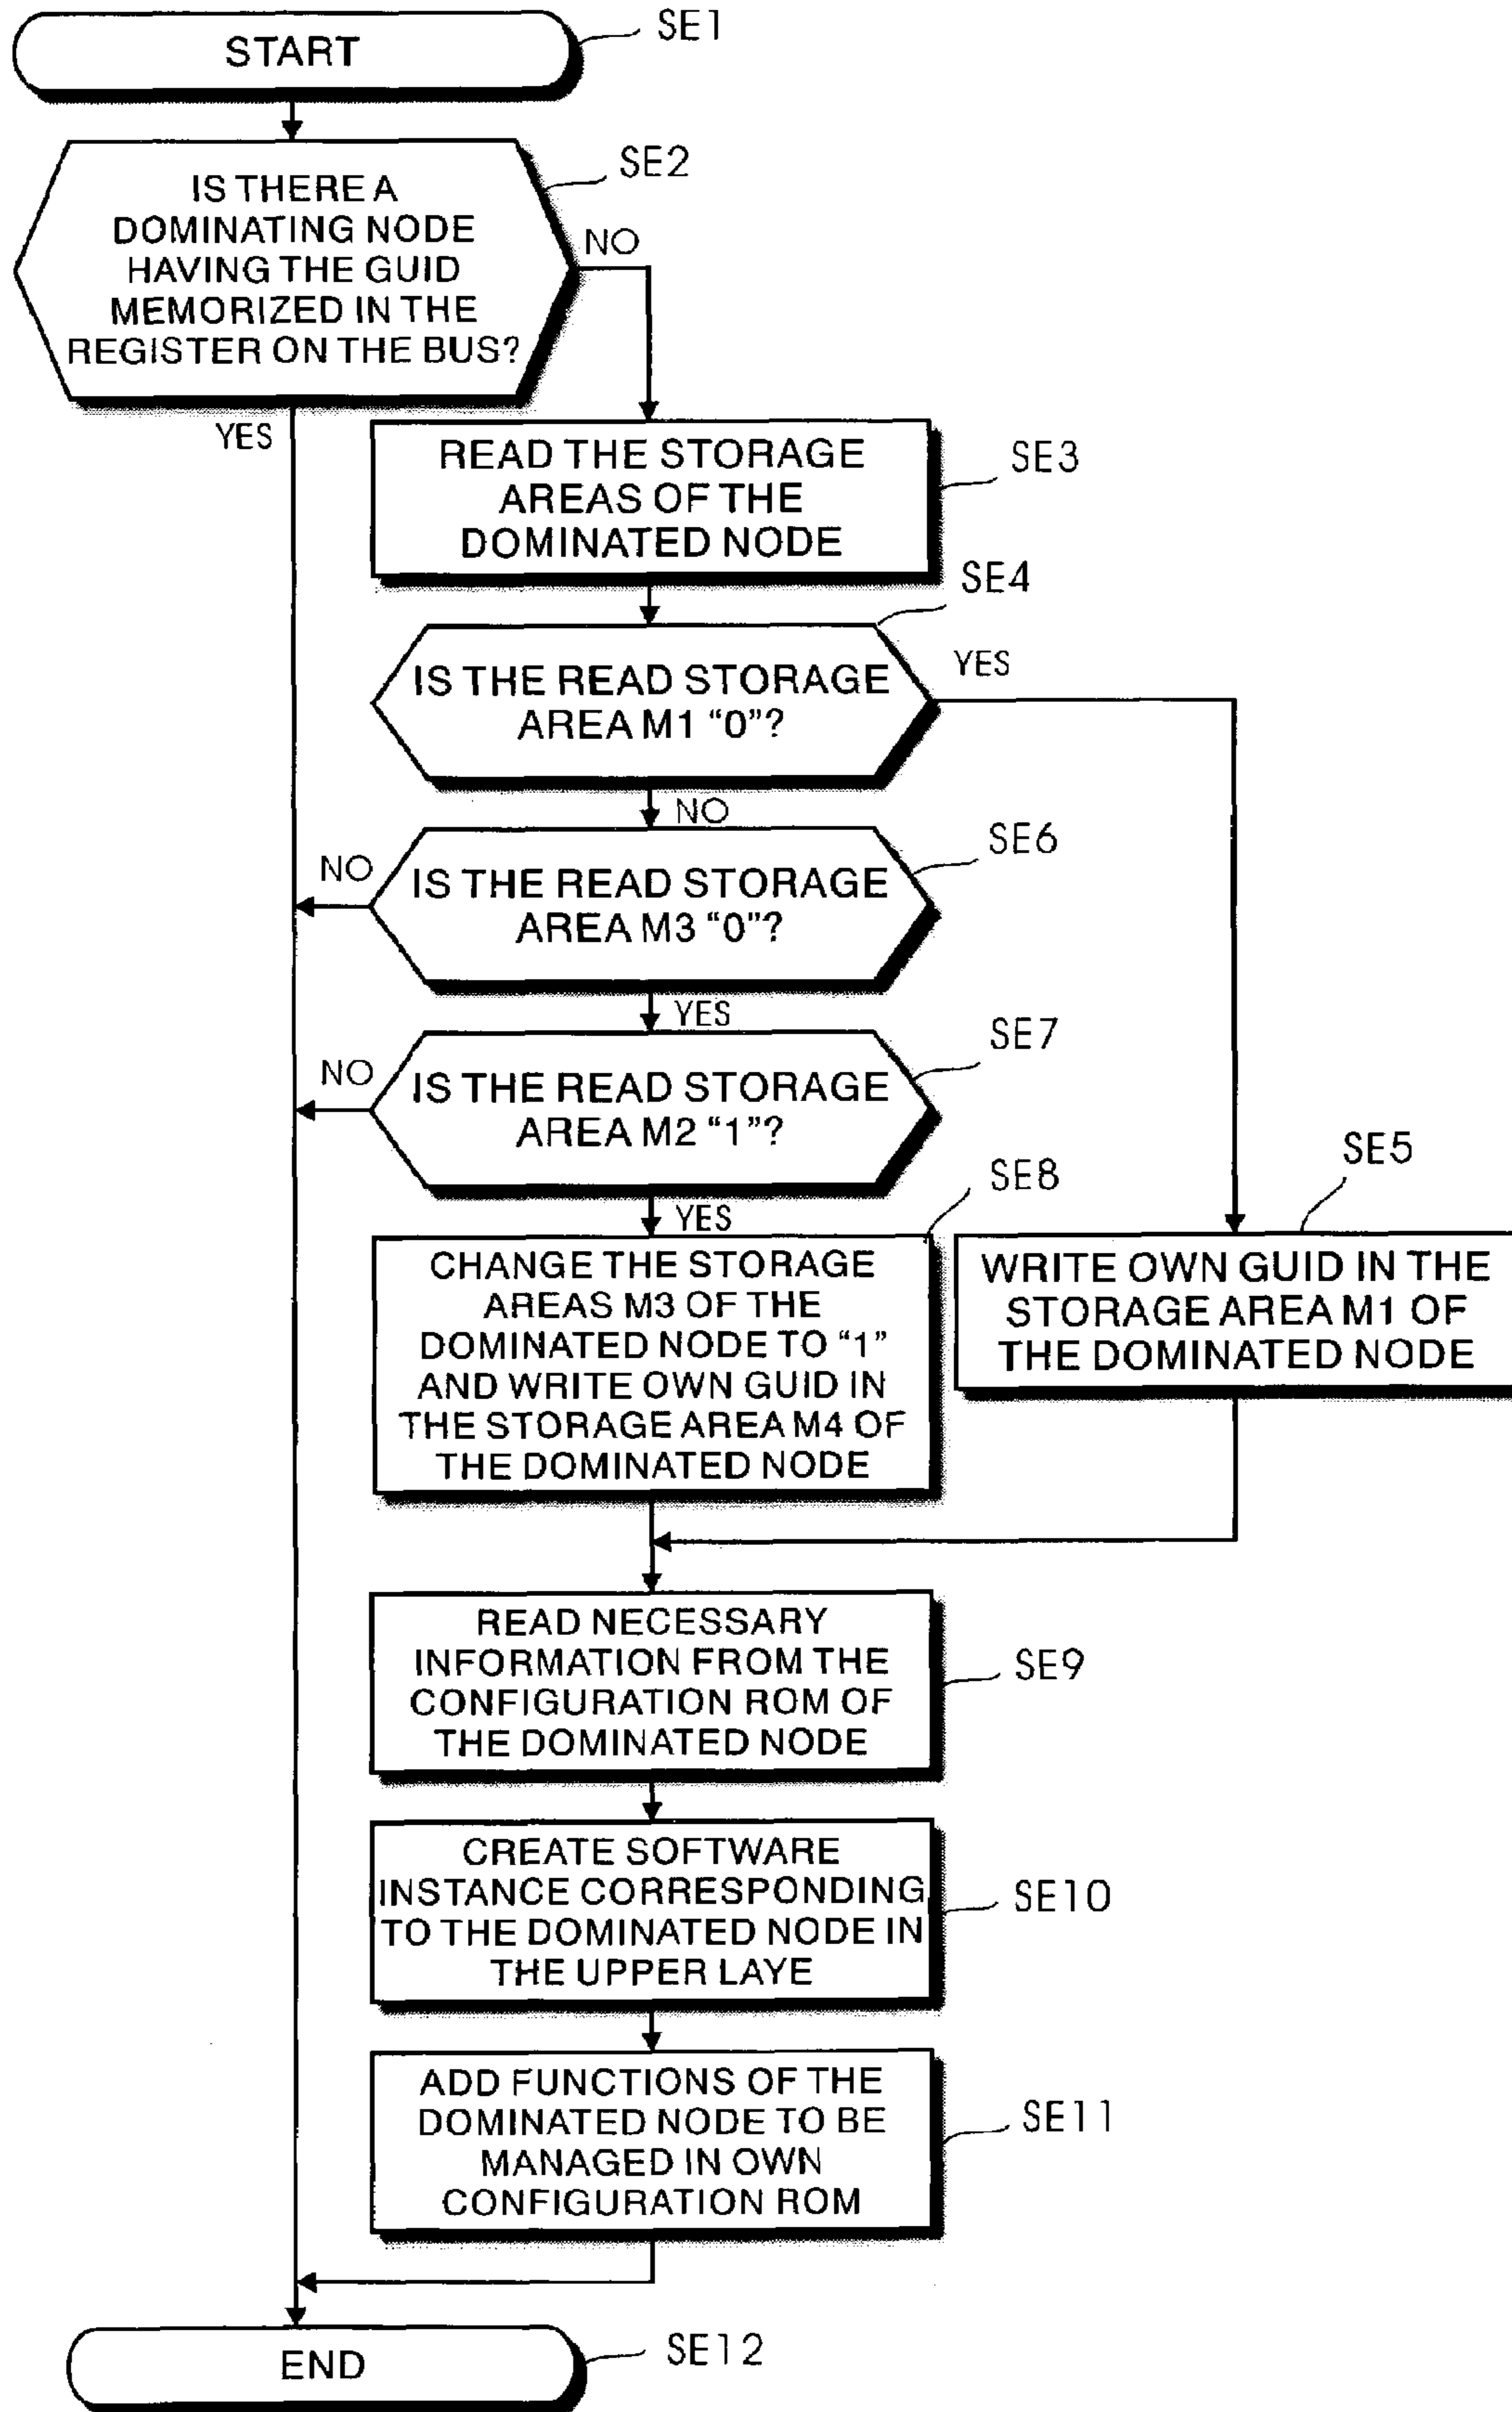 START
SE1
IS THERE A
DOMINATING NODE
HAVING THE GUID
MEMORIZED IN THE
REGISTER ON THE BUS?
SE2
NO
YES
READ THE STORAGE
AREAS OF THE
DOMINATED NODE
SE3
SE4
IS THE READ STORAGE
AREA M1 “0”?
YES
NO
SE6
NO
IS THE READ STORAGE
AREA M3 “0”?
YES
SE7
NO
IS THE READ STORAGE
AREA M2 “1”?
YES
SE8
CHANGE THE STORAGE
AREAS M3 OF THE
DOMINATED NODE TO “1”
AND WRITE OWN GUID IN
THE STORAGE AREA M4 OF
THE DOMINATED NODE
SE5
WRITE OWN GUID IN THE
STORAGE AREA M1 OF
THE DOMINATED NODE
READ NECESSARY
INFORMATION FROM THE
CONFIGURATION ROM OF
THE DOMINATED NODE
SE9
CREATE SOFTWARE
INSTANCE CORRESPONDING
TO THE DOMINATED NODE IN
THE UPPER LAYE
SE10
ADD FUNCTIONS OF THE
DOMINATED NODE TO BE
MANAGED IN OWN
CONFIGURATION ROM
SE11
END
SE12